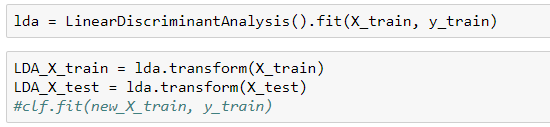 lda = LinearDiscriminantAnalysis().fit(X_train, y_train)
LDA_X_train = lda.transform(X_train)
LDA_X_test = lda.transform(X_test)
#clf.fit(new_X_train, y_train)